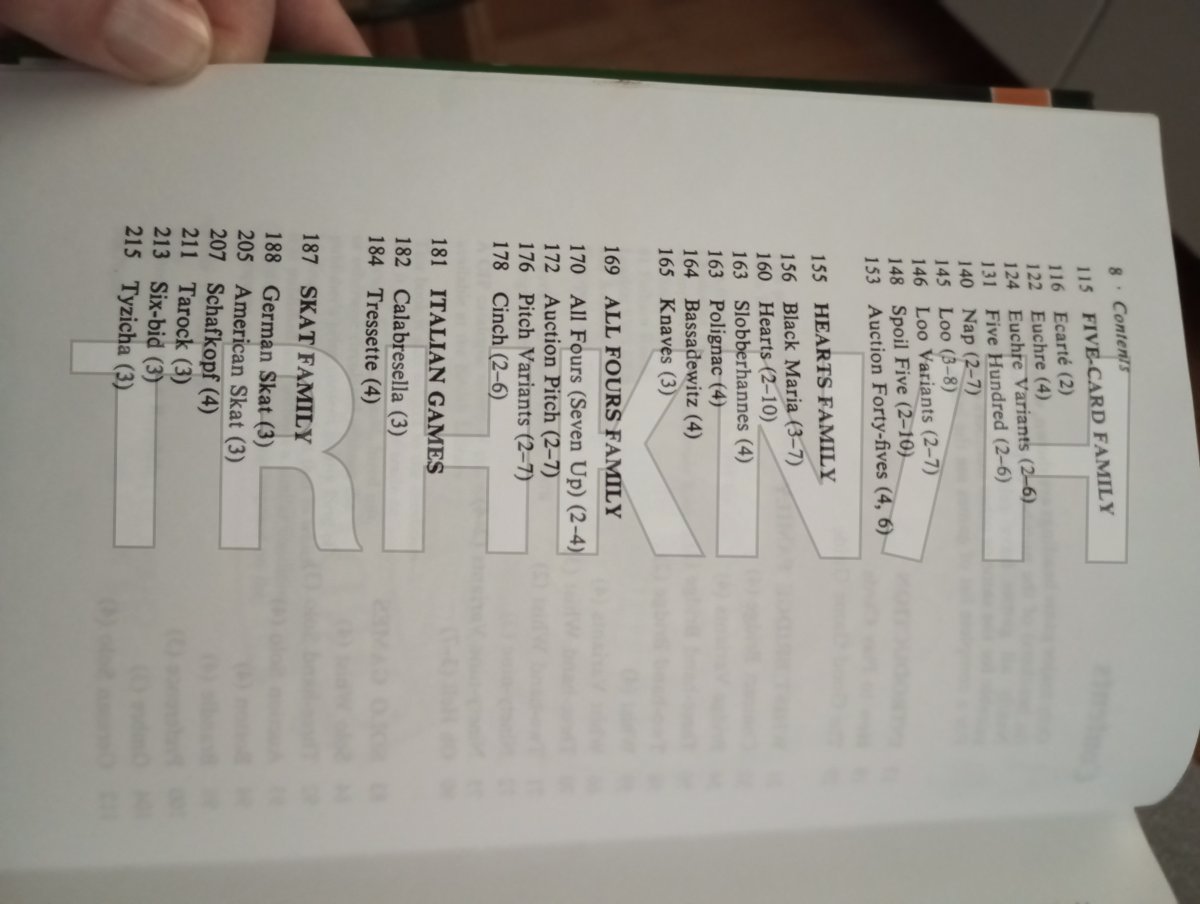 8 · Contents
115 FIVE-CARD FAMILY
116 Ecarté (2)
122 Euchre (4)
124 Euchre Variants (2–6)
131 Five Hundred (2–6)
140 Nap (2–7)
145 Loo (3–8)
146 Loo Variants (2–7)
148 Spoil Five (2–10)
153 Auction Forty-fives (4, 6)
155 HEARTS FAMILY
156 Black Maria (3–7)
160 Hearts (2–10)
163 Slobberhannes (4)
163 Polignac (4)
164 Bassadewitz (4)
165 Knaves (3)
169 ALL FOURS FAMILY
170 All Fours (Seven Up) (2–4)
172 Auction Pitch (2–7)
176 Pitch Variants (2–7)
178 Cinch (2–6)
181 ITALIAN GAMES
182 Calabresella (3)
184 Tressette (4)
187 SKAT FAMILY
188 German Skat (3)
205 American Skat (3)
207 Schafkopf (4)
211 Tarock (3)
213 Six-bid (3)
215 Tyzicha (3)